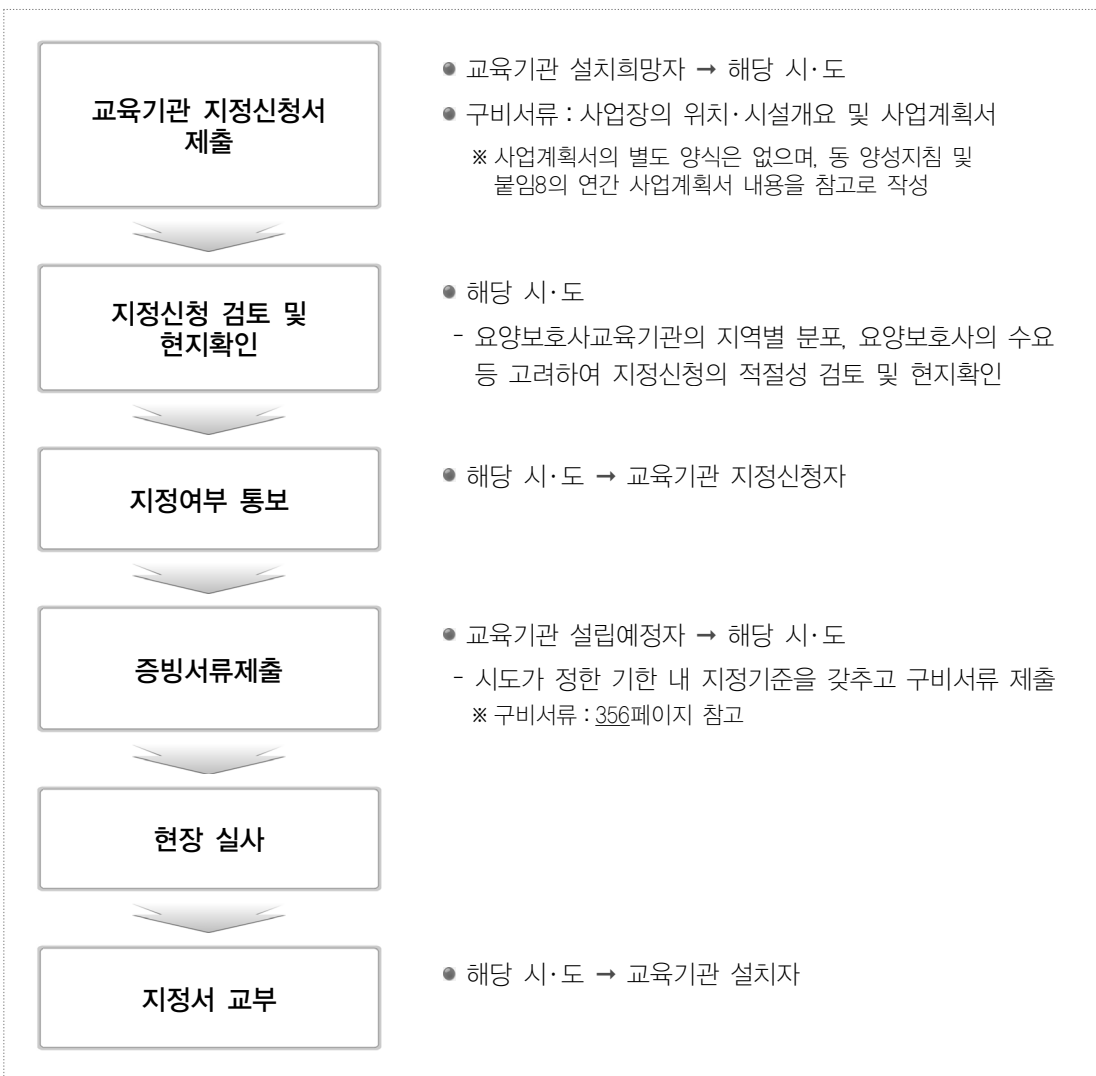 교육기관 지정신청서
제출
● 교육기관 설치희망자 → 해당 시·도
● 구비서류 : 사업장의 위치·시설개요 및 사업계획서
※ 사업계획서의 별도 양식은 없으며, 동 양성지침 및
붙임8의 연간 사업계획서 내용을 참고로 작성
지정신청 검토 및
현지확인
● 해당 시·도
- 요양보호사교육기관의 지역별 분포, 요양보호사의 수요
등 고려하여 지정신청의 적절성 검토 및 현지확인
지정여부 통보
● 해당 시·도 → 교육기관 지정신청자
증빙서류제출
● 교육기관 설립예정자 → 해당 시·도
- 시도가 정한 기한 내 지정기준을 갖추고 구비서류 제출
※ 구비서류 : 356페이지 참고
현장 실사
지정서 교부
● 해당 시·도 → 교육기관 설치자